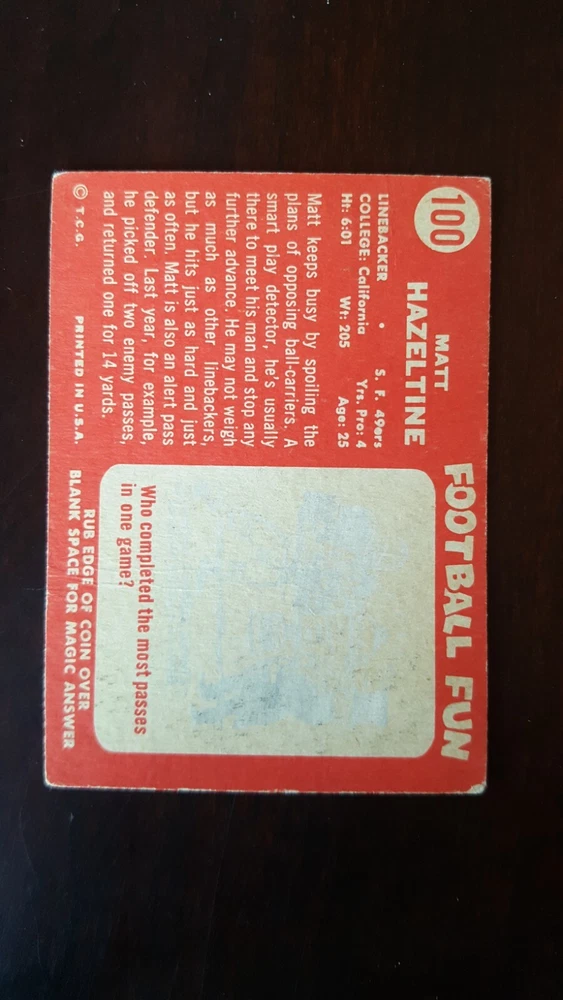 100
MATT
HAZELTINE
LINEBACKER • S. F. 49ers
COLLEGE: California Yrs. Pro: 4
Ht: 6:01 Wt: 205 Age: 25
Matt keeps busy by spoiling the
plans of opposing ball-carriers. A
smart play detector, he's usually
there to meet his man and stop any
further advance. He may not weigh
as much as other linebackers,
but he hits just as hard and just
as often. Matt is also an alert pass
defender. Last year, for example,
he picked off two enemy passes,
and returned one for 14 yards.
© T.C.G. PRINTED IN U.S.A.
FOOTBALL FUN
Who completed the most passes
in one game?
RUB EDGE OF COIN OVER
BLANK SPACE FOR MAGIC ANSWER